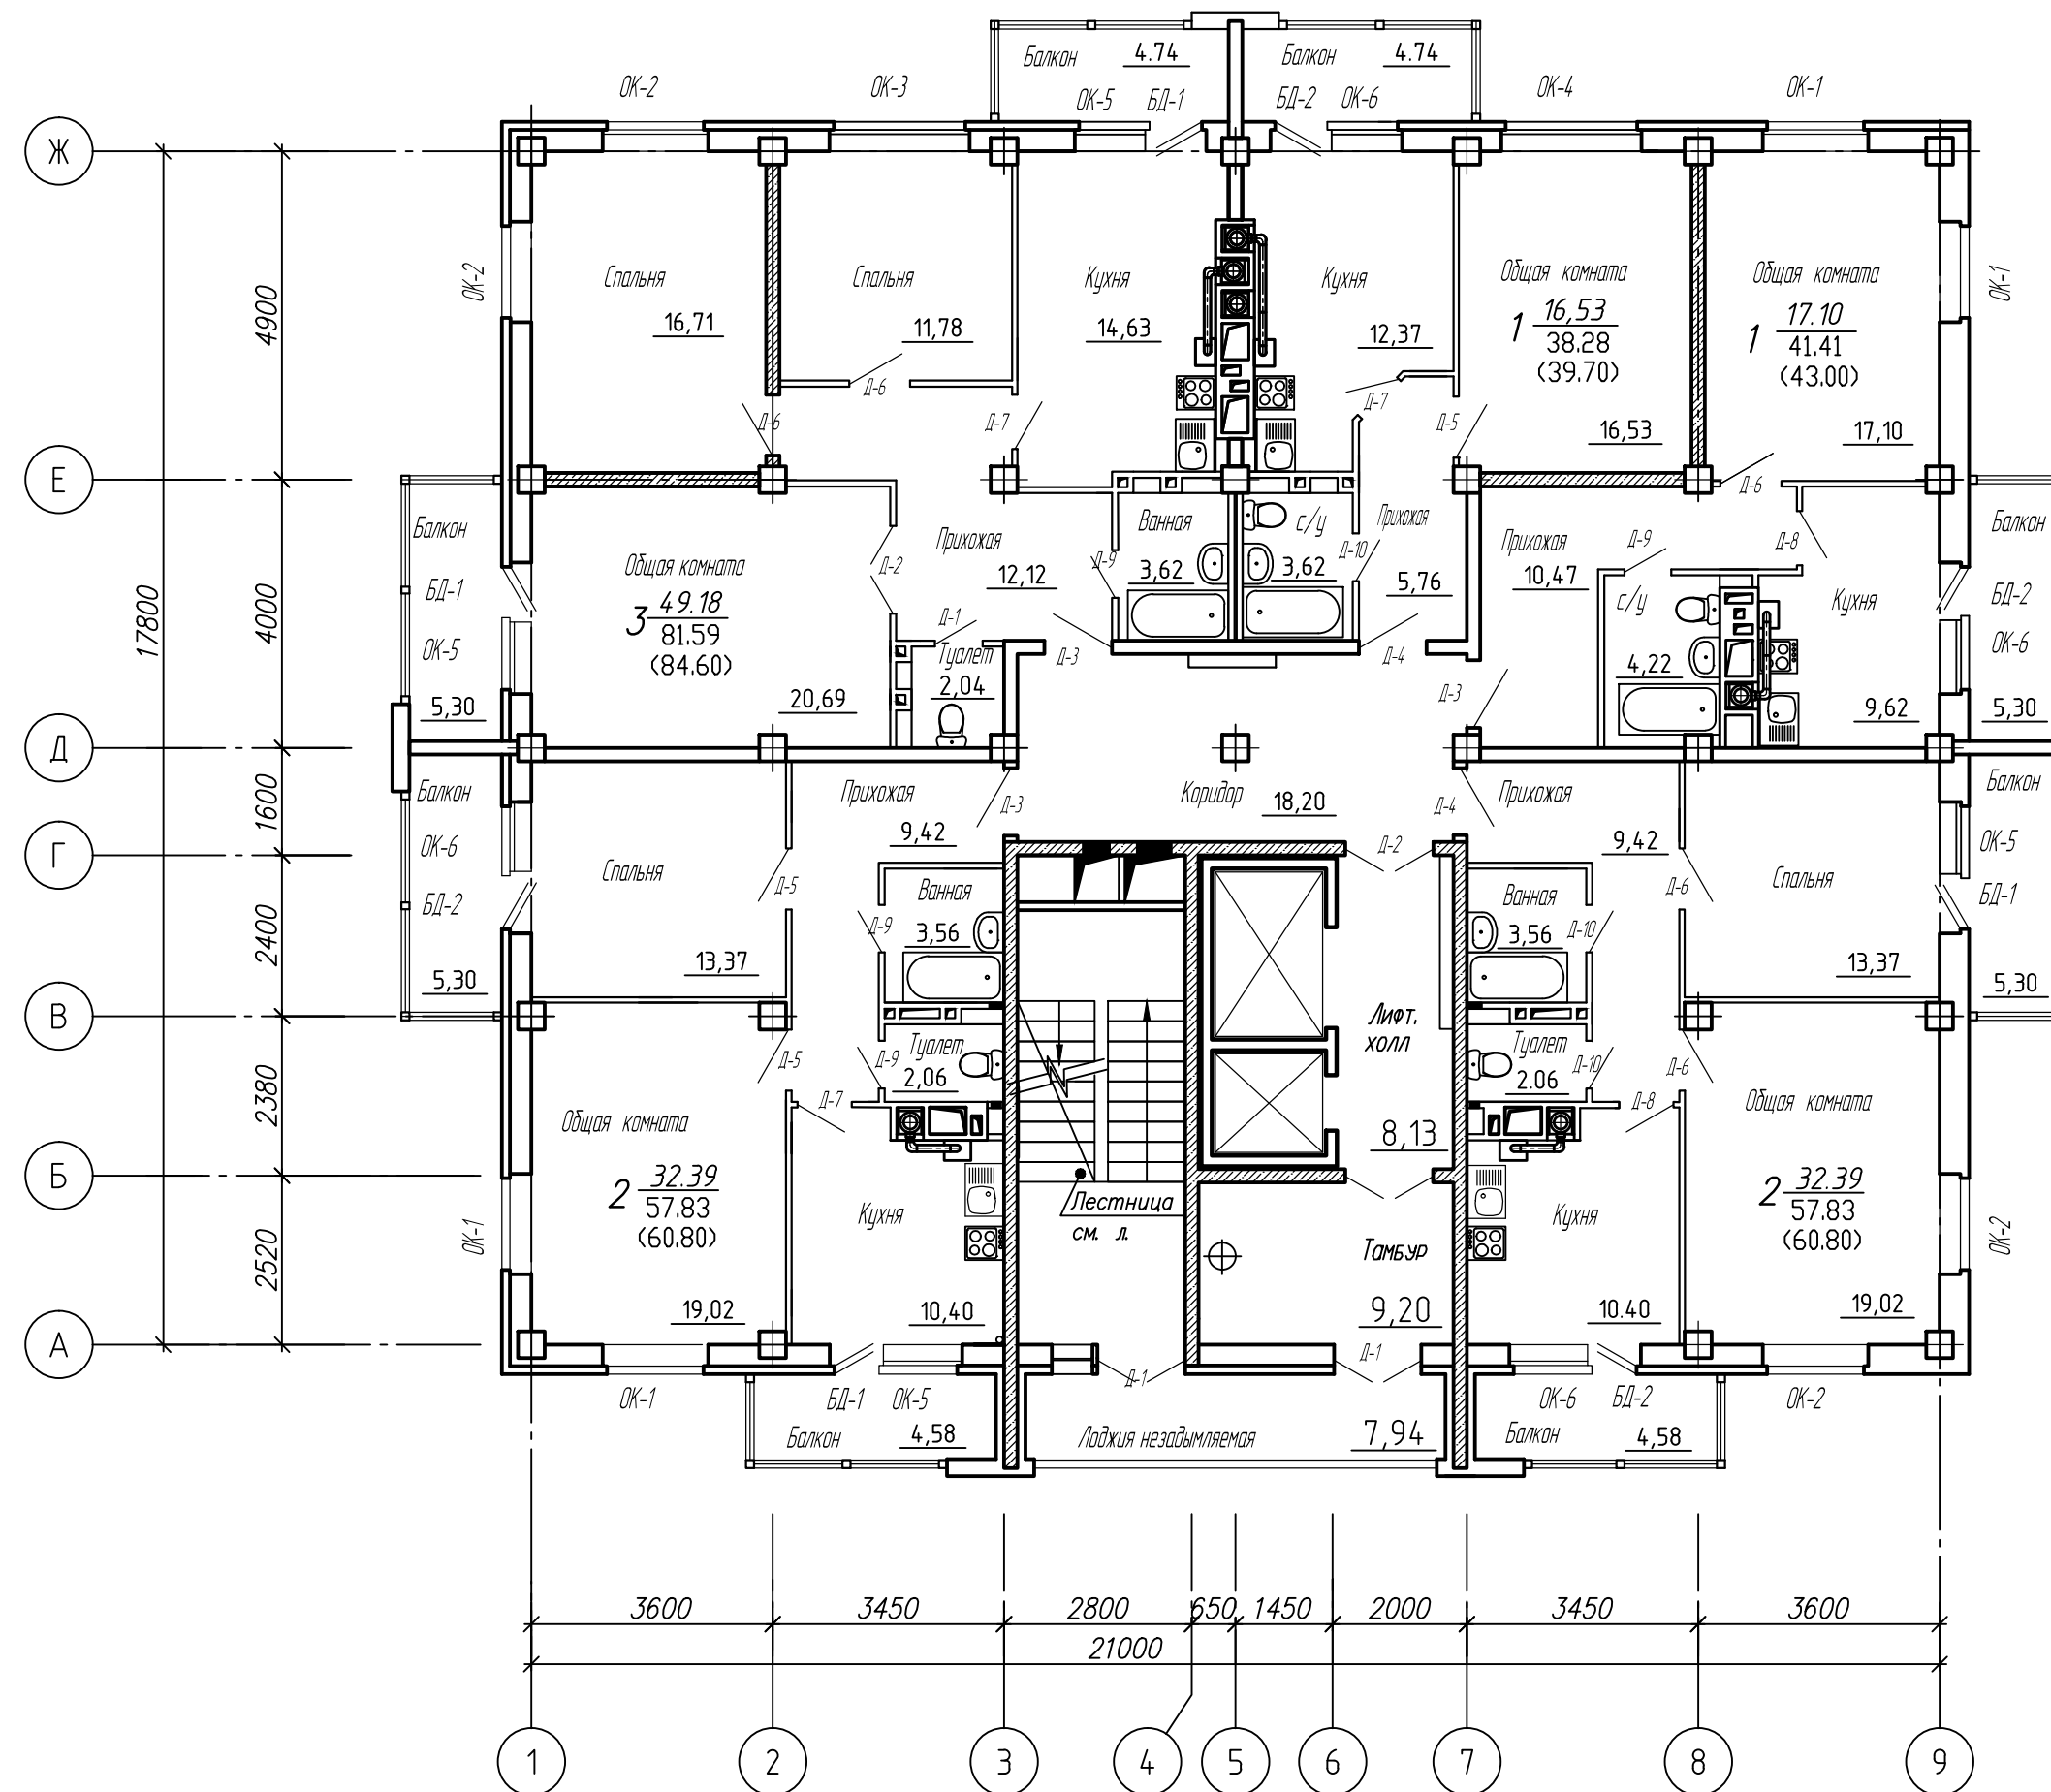 Балкон 4.74 Балкон 4.74
ОК-2 ОК-3 ОК-5 БД-1 БД-2 ОК-6 ОК-4 ОК-1
Ж
ОК-2 Спальня Спальня Кухня Кухня Общая комната Общая комната ОК-1
16,71 11,78 14,63 12,37
1 16,53 38.28 (39.70)
1 17.10 41.41 (43.00)
4900
Д-6 Д-7
Д-6 Д-7 Д-5 16,53 17,10
Е
Д-6
Балкон Прихожая Ванная с/у Прихожая Прихожая Д-9 Д-8 Балкон
Общая комната Д-2 Д-9 Д-10
12,12 3,62 3,62 5,76 10,47 с/у Кухня
БД-1 БД-2
3 49.18 81.59 (84.60)
17800
4000
Д-1
ОК-5 Туалет Д-3 Д-4 ОК-6
2,04 Д-3 4,22
5,30 20,69 9,62 5,30
Д
Балкон Прихожая Д-3 Коридор 18,20 Д-4 Прихожая Балкон
1600
ОК-6 9,42 Д-2 9,42 ОК-5
Г
Спальня Д-5 Ванная Ванная Д-6 Спальня
БД-2 БД-1
2400
Д-9 3,56 3,56 Д-10
5,30 13,37 13,37 5,30
В
Лифт.
холл
Д-5 Д-9 Туалет Туалет Д-10 Д-6
2,06 2.06
2380
Общая комната Д-7 Д-8 Общая комната
8,13
Б
2 32.39 57.83 (60.80)
2 32.39 57.83 (60.80)
Лестница
см. л.
ОК-1 Кухня Кухня ОК-2
2520
Тамбур
19,02 10,40 9,20 10.40 19,02
А
Д-1 Д-1
ОК-1 БД-1 ОК-5 ОК-6 БД-2 ОК-2
Балкон 4,58 Лоджия незадымляемая 7,94 Балкон 4,58
3600 3450 2800 650 1450 2000 3450 3600
21000
1 2 3 4 5 6 7 8 9